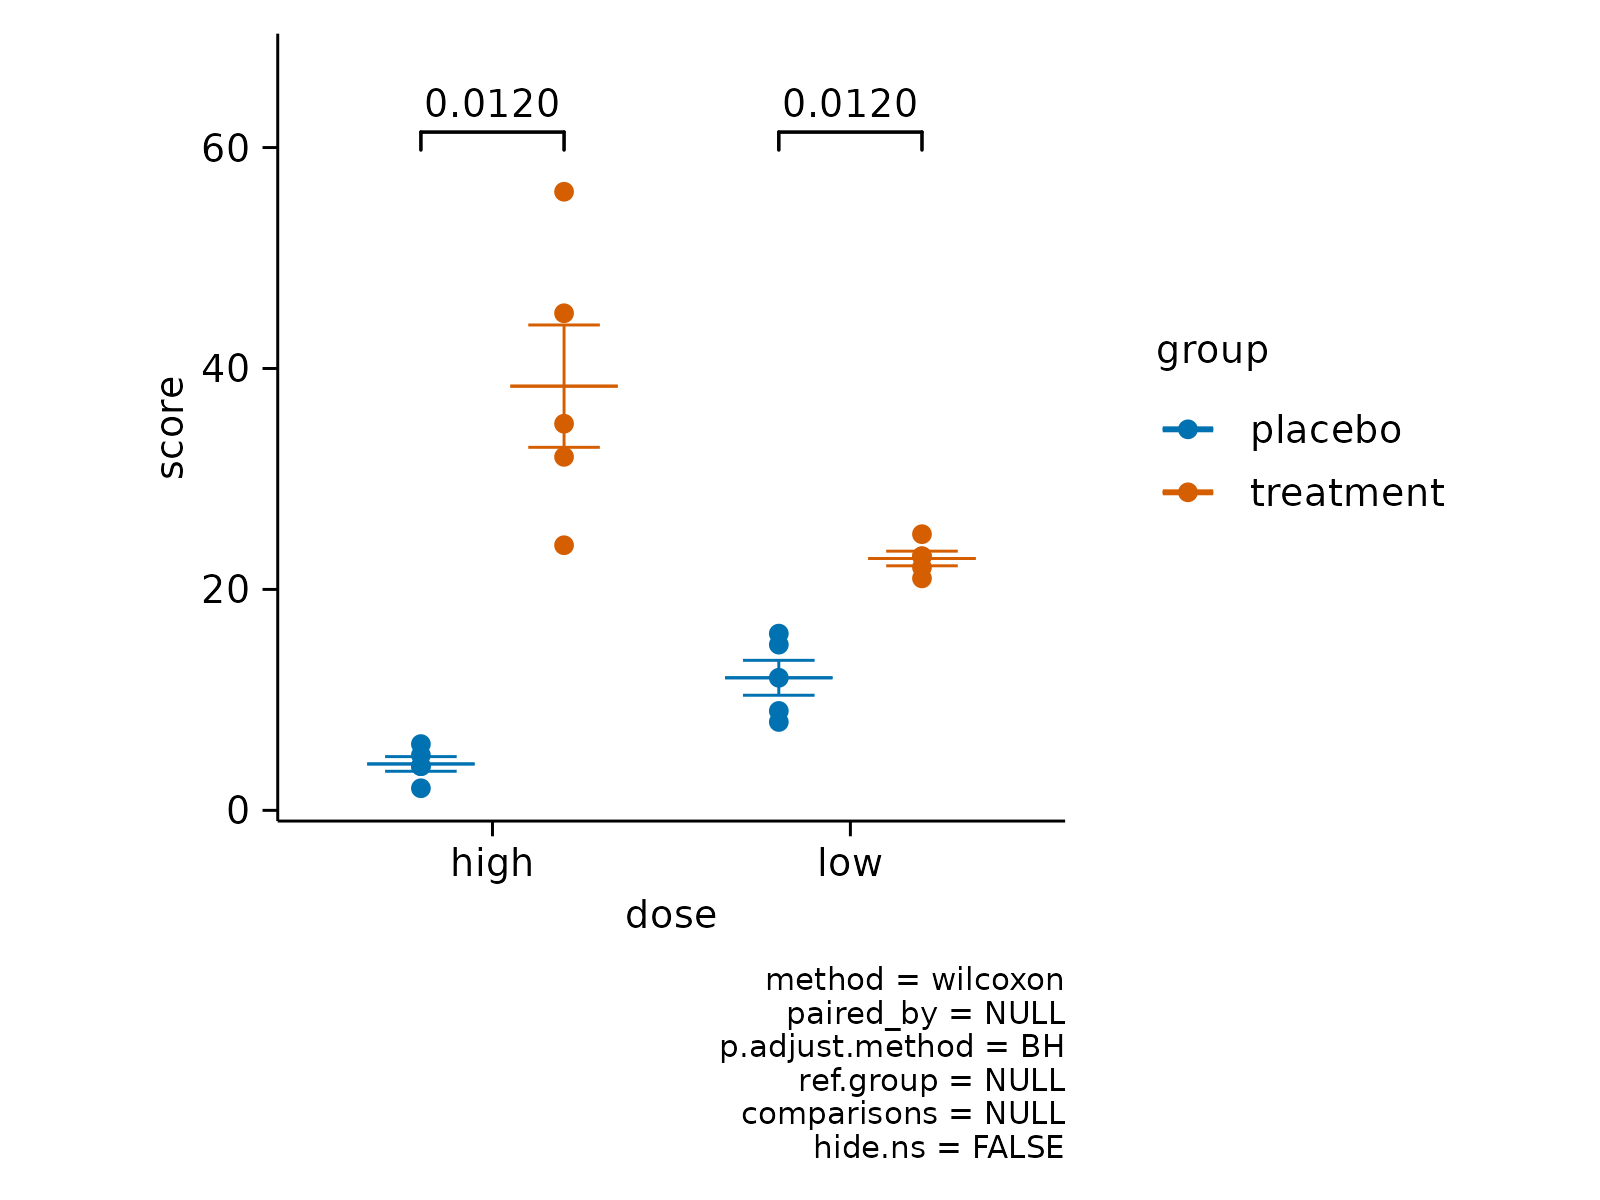 0.0120 0.0120
60
40
20
0
score
high low
dose
group
placebo
treatment
method = wilcoxon
paired_by = NULL
p.adjust.method = BH
ref.group = NULL
comparisons = NULL
hide.ns = FALSE